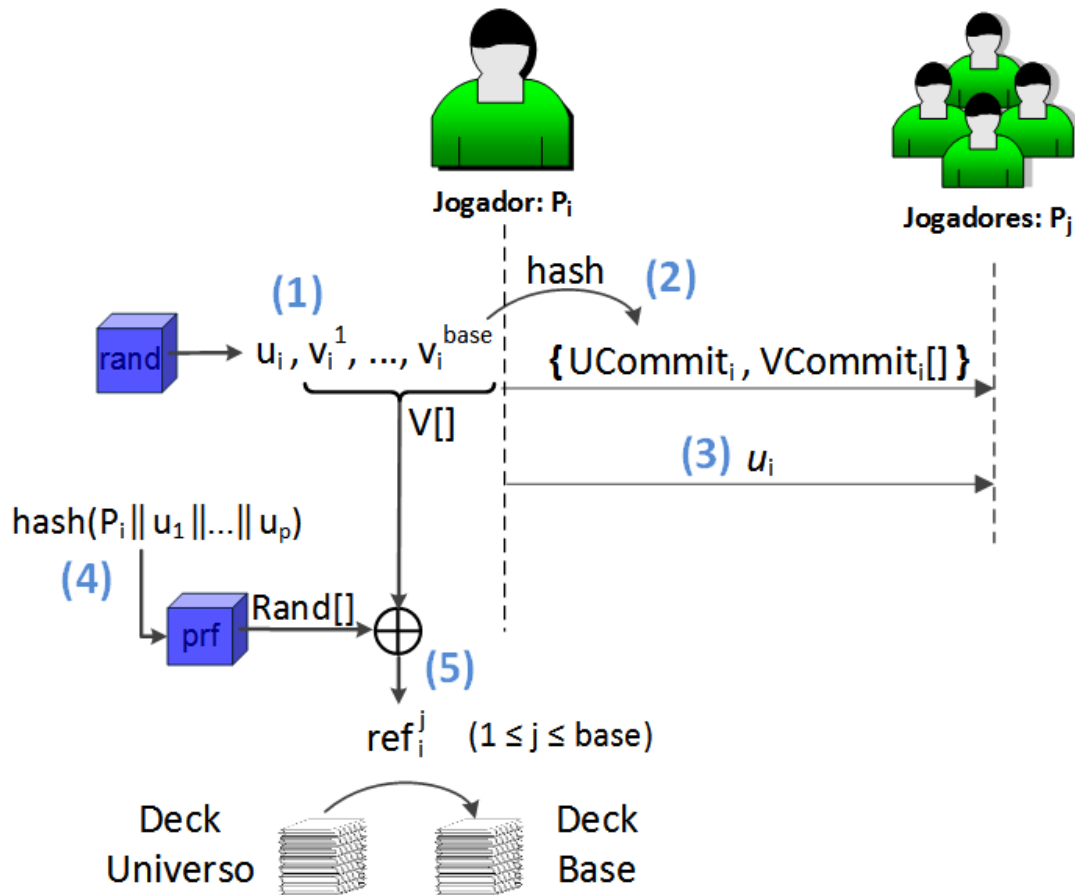 Jogador: Pᵢ
Jogadores: Pⱼ
hash
(1)
(2)
rand
uᵢ , vᵢ¹, ..., vᵢᵇᵃˢᵉ
{ UCommitᵢ , VCommitᵢ[] }
V[]
(3) uᵢ
hash(Pᵢ || u₁ ||...|| uₚ)
(4)
Rand[]
prf
(5)
refᵢʲ (1 ≤ j ≤ base)
Deck
Universo
Deck
Base